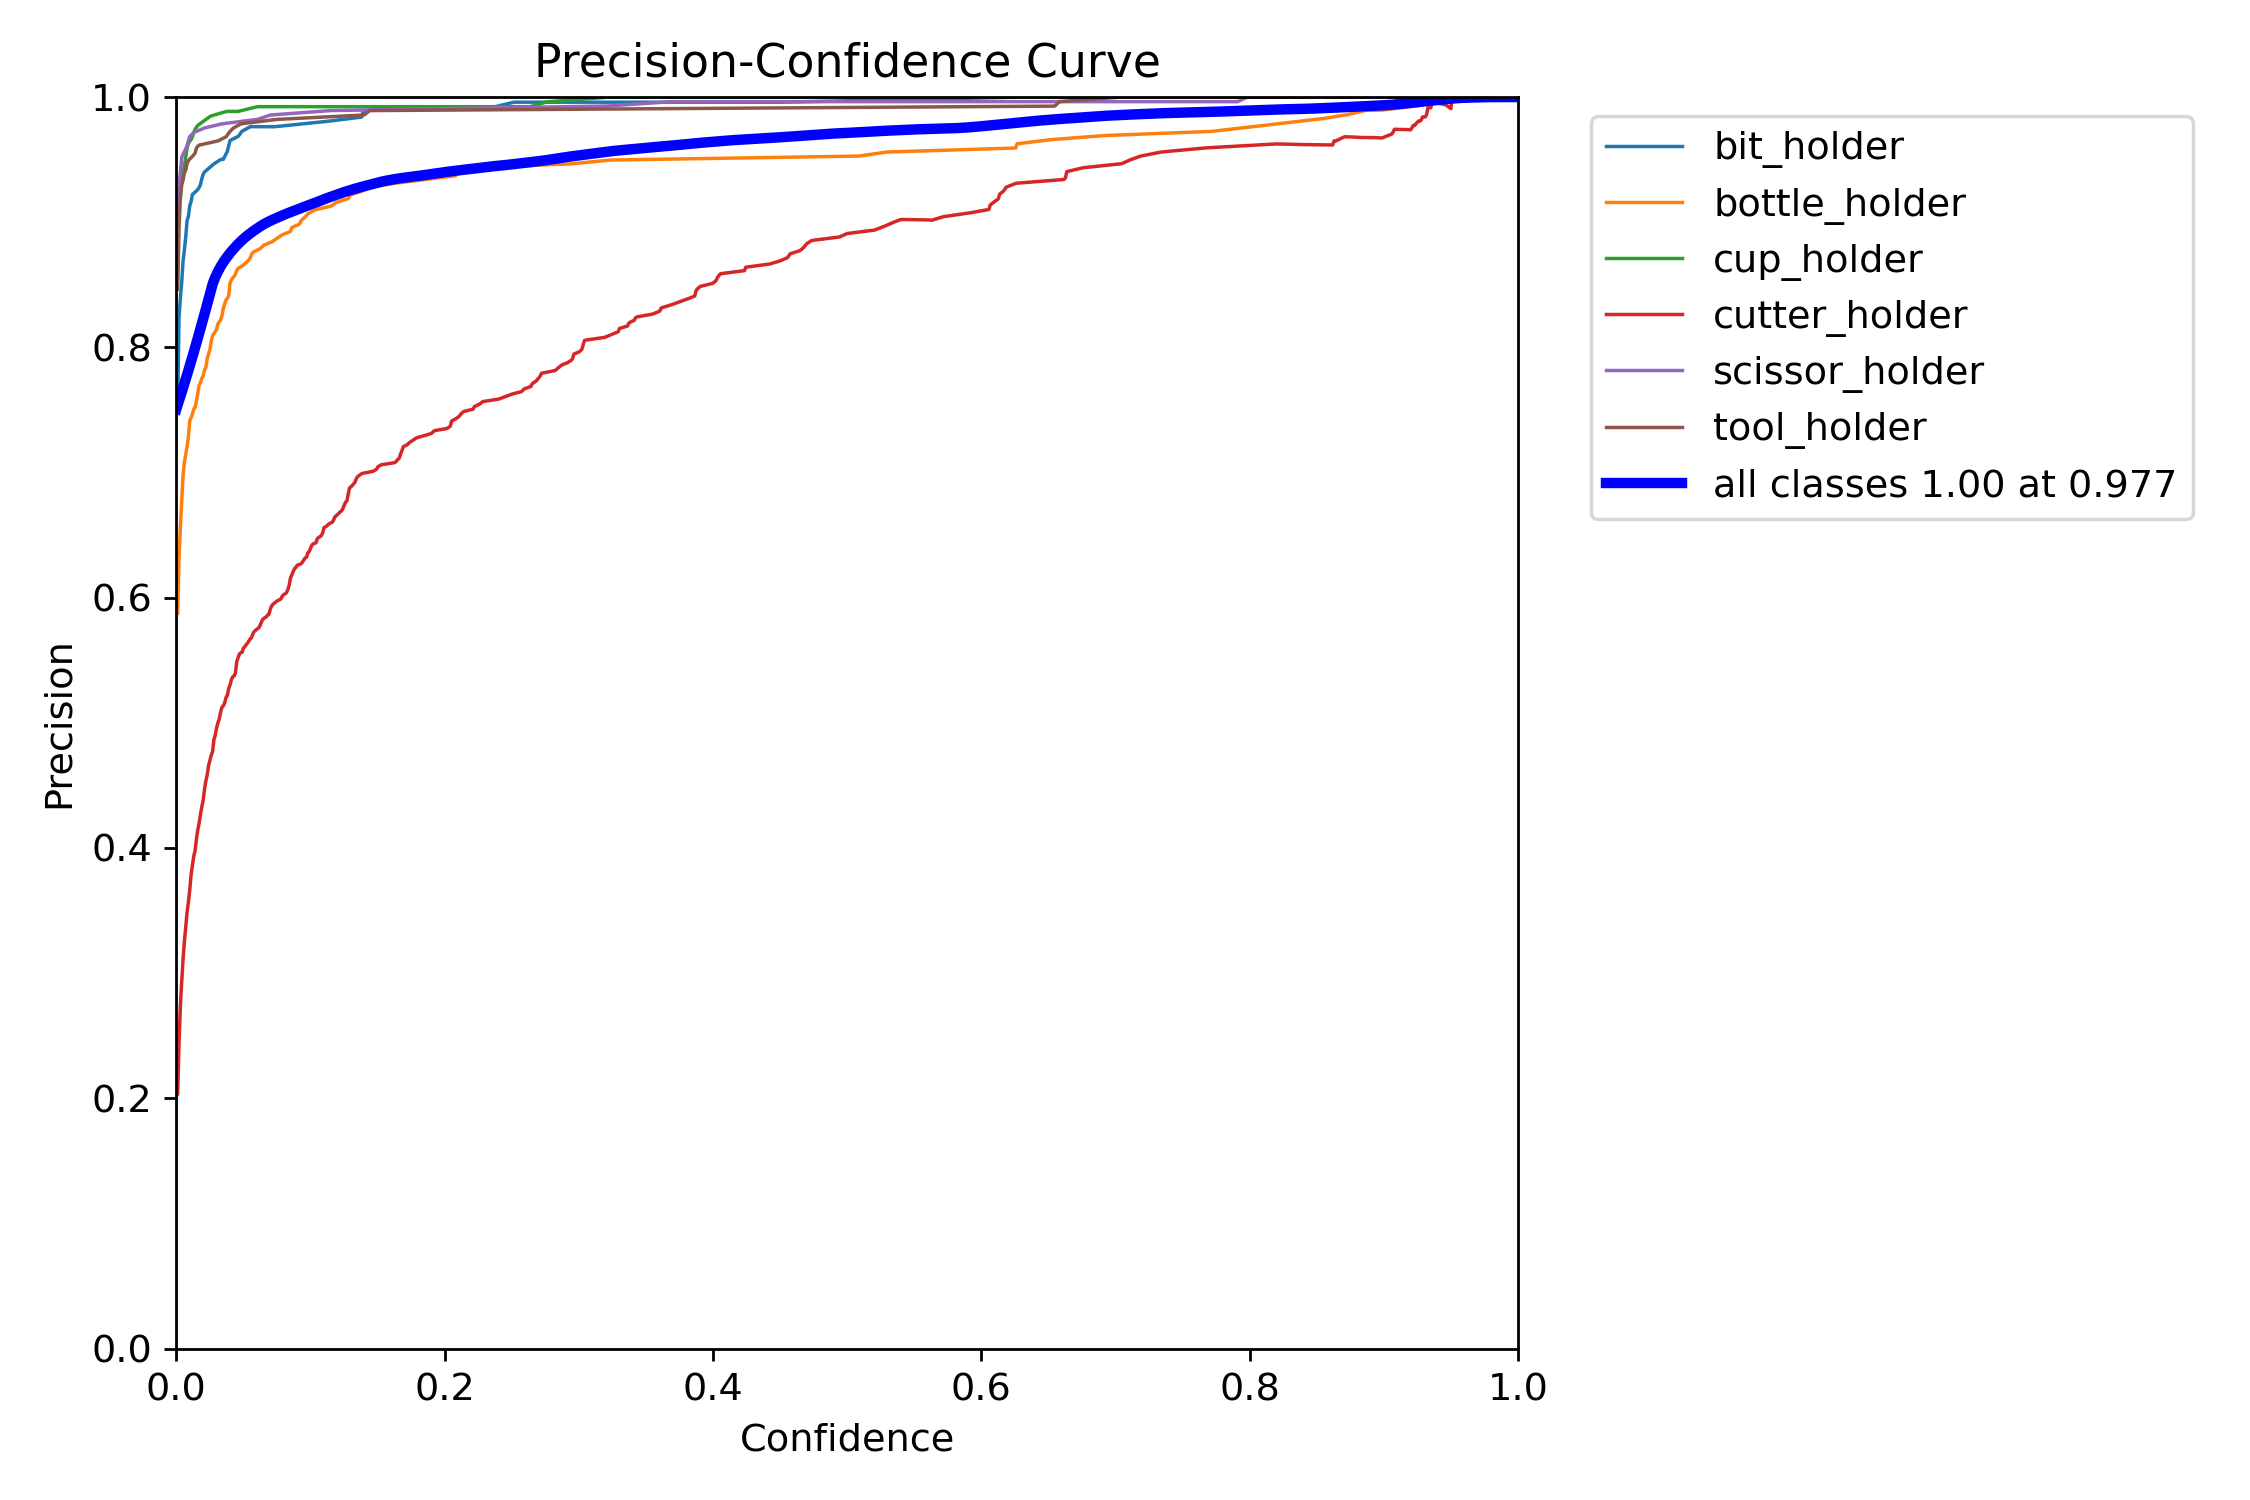 Precision-Confidence Curve
1.0
0.8
0.6
0.4
0.2
0.0
Precision
0.0 0.2 0.4 0.6 0.8 1.0
Confidence
bit_holder
bottle_holder
cup_holder
cutter_holder
scissor_holder
tool_holder
all classes 1.00 at 0.977